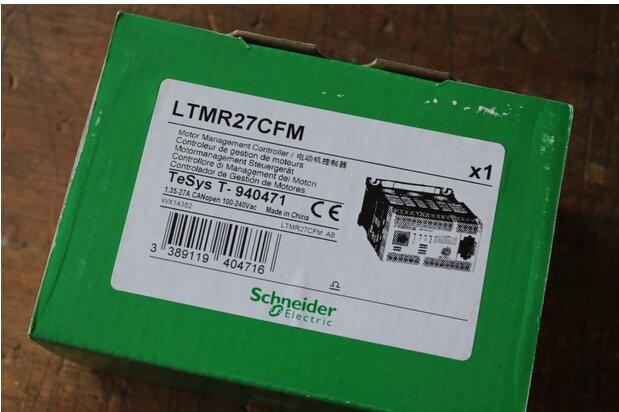 LTMR27CFM
Motor Management Controller / 电动机控制器
Controleur de gestion de moteurs
Motormanagement Steuergerät
Controllore di Management dei Motori
Controlador de Gestión de Motores
x1
TeSys T- 940471
1.35-27A CANopen 100-240Vac Made in China
CE
WX14352
LTMR27CFM AB
3 389119 404716
Schneider
Electric